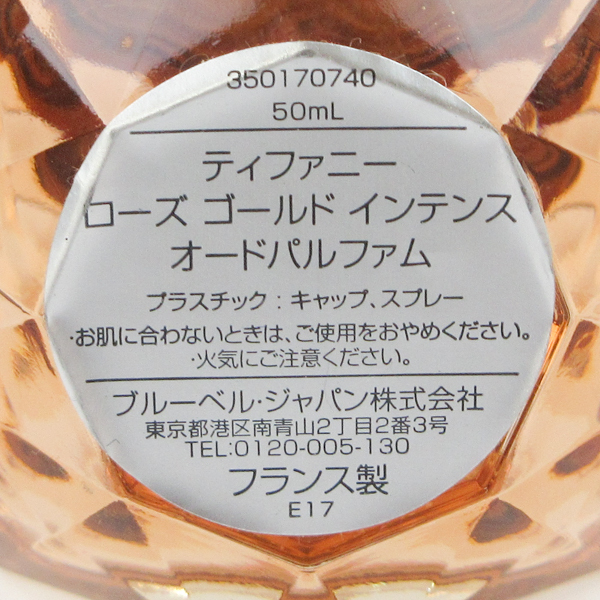 350170740
50mL
ティファニー
ローズ ゴールド インテンス
オードパルファム
プラスチック : キャップ、スプレー
・お肌に合わないときは、ご使用をおやめください。
・火気にご注意ください。
ブルーベル・ジャパン株式会社
東京都港区南青山2丁目2番3号
TEL:0120-005-130
フランス製
E17